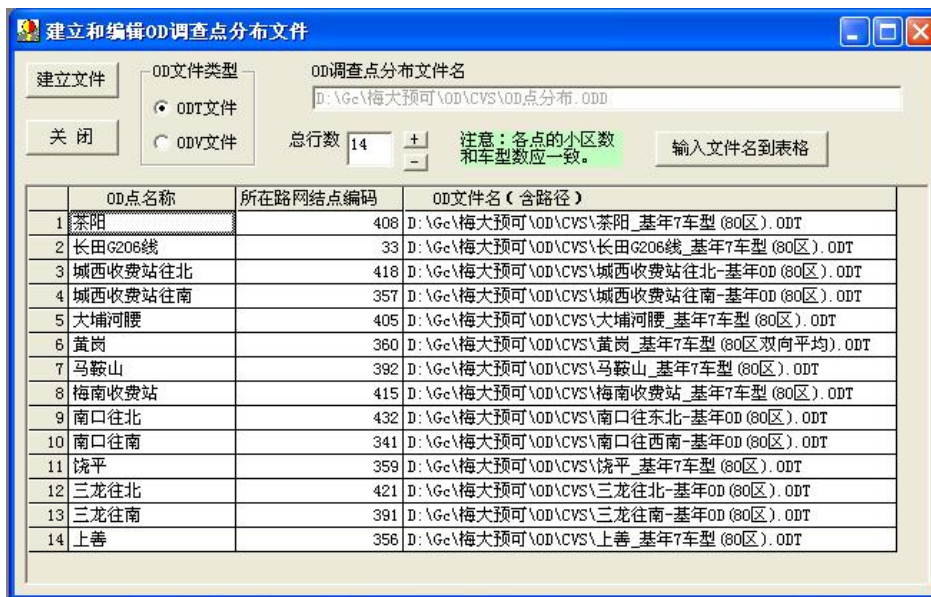 建立和编辑OD调查点分布文件
建立文件
OD文件类型
OD调查点分布文件名
ODT文件
D:\Gc\梅大预可\OD\CVS\OD点分布.ODD
关 闭
ODV文件
总行数 14
+
-
注意：各点的小区数
和车型数应一致。
输入文件名到表格
OD点名称 所在路网结点编码 OD文件名（含路径）
1 茶阳 408 D:\Gc\梅大预可\OD\CVS\茶阳_基年7车型(80区).ODT
2 长田G206线 33 D:\Gc\梅大预可\OD\CVS\长田G206线_基年7车型(80区).ODT
3 城西收费站往北 418 D:\Gc\梅大预可\OD\CVS\城西收费站往北-基年OD(80区).ODT
4 城西收费站往南 357 D:\Gc\梅大预可\OD\CVS\城西收费站往南-基年OD(80区).ODT
5 大埔河腰 405 D:\Gc\梅大预可\OD\CVS\大埔河腰_基年7车型(80区).ODT
6 黄岗 360 D:\Gc\梅大预可\OD\CVS\黄岗_基年7车型(80区双向平均).ODT
7 马鞍山 392 D:\Gc\梅大预可\OD\CVS\马鞍山_基年7车型(80区).ODT
8 梅南收费站 415 D:\Gc\梅大预可\OD\CVS\梅南收费站_基年7车型(80区).ODT
9 南口往北 432 D:\Gc\梅大预可\OD\CVS\南口往东北-基年OD(80区).ODT
10 南口往南 341 D:\Gc\梅大预可\OD\CVS\南口往西南-基年OD(80区).ODT
11 饶平 359 D:\Gc\梅大预可\OD\CVS\饶平_基年7车型(80区).ODT
12 三龙往北 421 D:\Gc\梅大预可\OD\CVS\三龙往北-基年OD(80区).ODT
13 三龙往南 391 D:\Gc\梅大预可\OD\CVS\三龙往南-基年OD(80区).ODT
14 上善 356 D:\Gc\梅大预可\OD\CVS\上善_基年7车型(80区).ODT